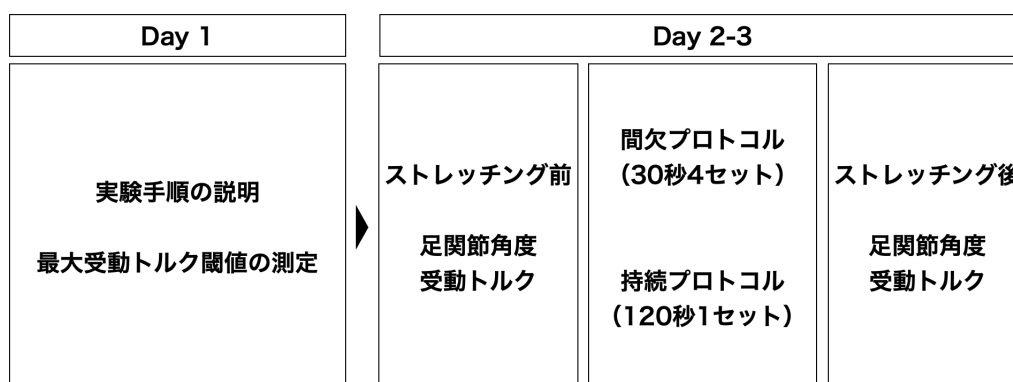 Day 1
Day 2-3
実験手順の説明
最大受動トルク閾値の測定
ストレッチング前
足関節角度
受動トルク
間欠プロトコル
（30秒4セット）
持続プロトコル
（120秒1セット）
ストレッチング後
足関節角度
受動トルク